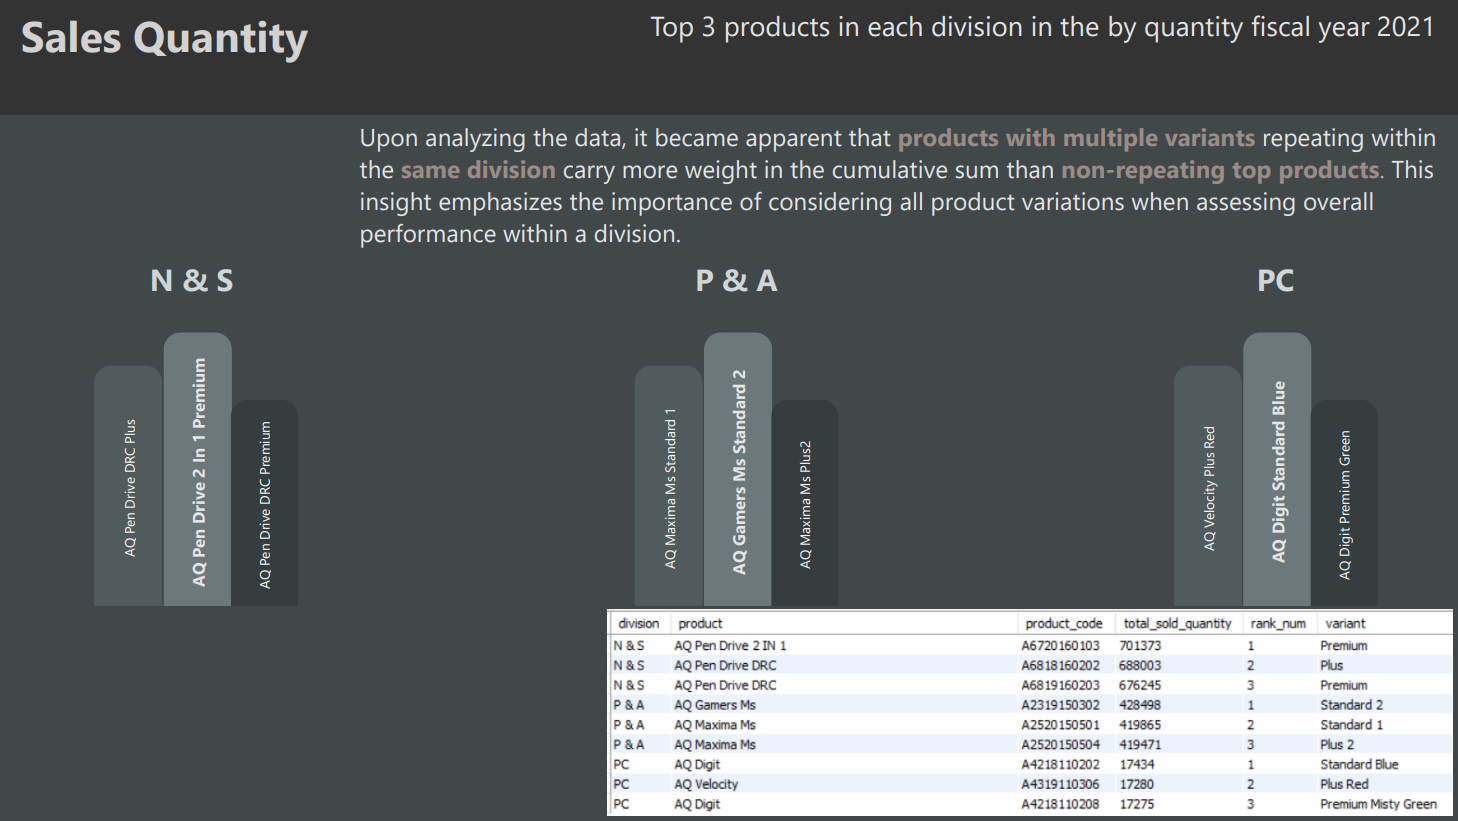 Sales Quantity
Top 3 products in each division in the by quantity fiscal year 2021
Upon analyzing the data, it became apparent that products with multiple variants repeating within
the same division carry more weight in the cumulative sum than non-repeating top products. This
insight emphasizes the importance of considering all product variations when assessing overall
performance within a division.
N & S
AQ Pen Drive DRC Plus
AQ Pen Drive 2 In 1 Premium
AQ Pen Drive DRC Premium
P & A
AQ Maxima Ms Standard 1
AQ Gamers Ms Standard 2
AQ Maxima Ms Plus2
PC
AQ Velocity Plus Red
AQ Digit Standard Blue
AQ Digit Premium Green
division product product_code total_sold_quantity rank_num variant
N & S AQ Pen Drive 2 IN 1 A6720160103 701373 1 Premium
N & S AQ Pen Drive DRC A6818160202 688003 2 Plus
N & S AQ Pen Drive DRC A6819160203 676245 3 Premium
P & A AQ Gamers Ms A2319150302 428498 1 Standard 2
P & A AQ Maxima Ms A2520150501 419865 2 Standard 1
P & A AQ Maxima Ms A2520150504 419471 3 Plus 2
PC AQ Digit A4218110202 17434 1 Standard Blue
PC AQ Velocity A4319110306 17280 2 Plus Red
PC AQ Digit A4218110208 17275 3 Premium Misty Green